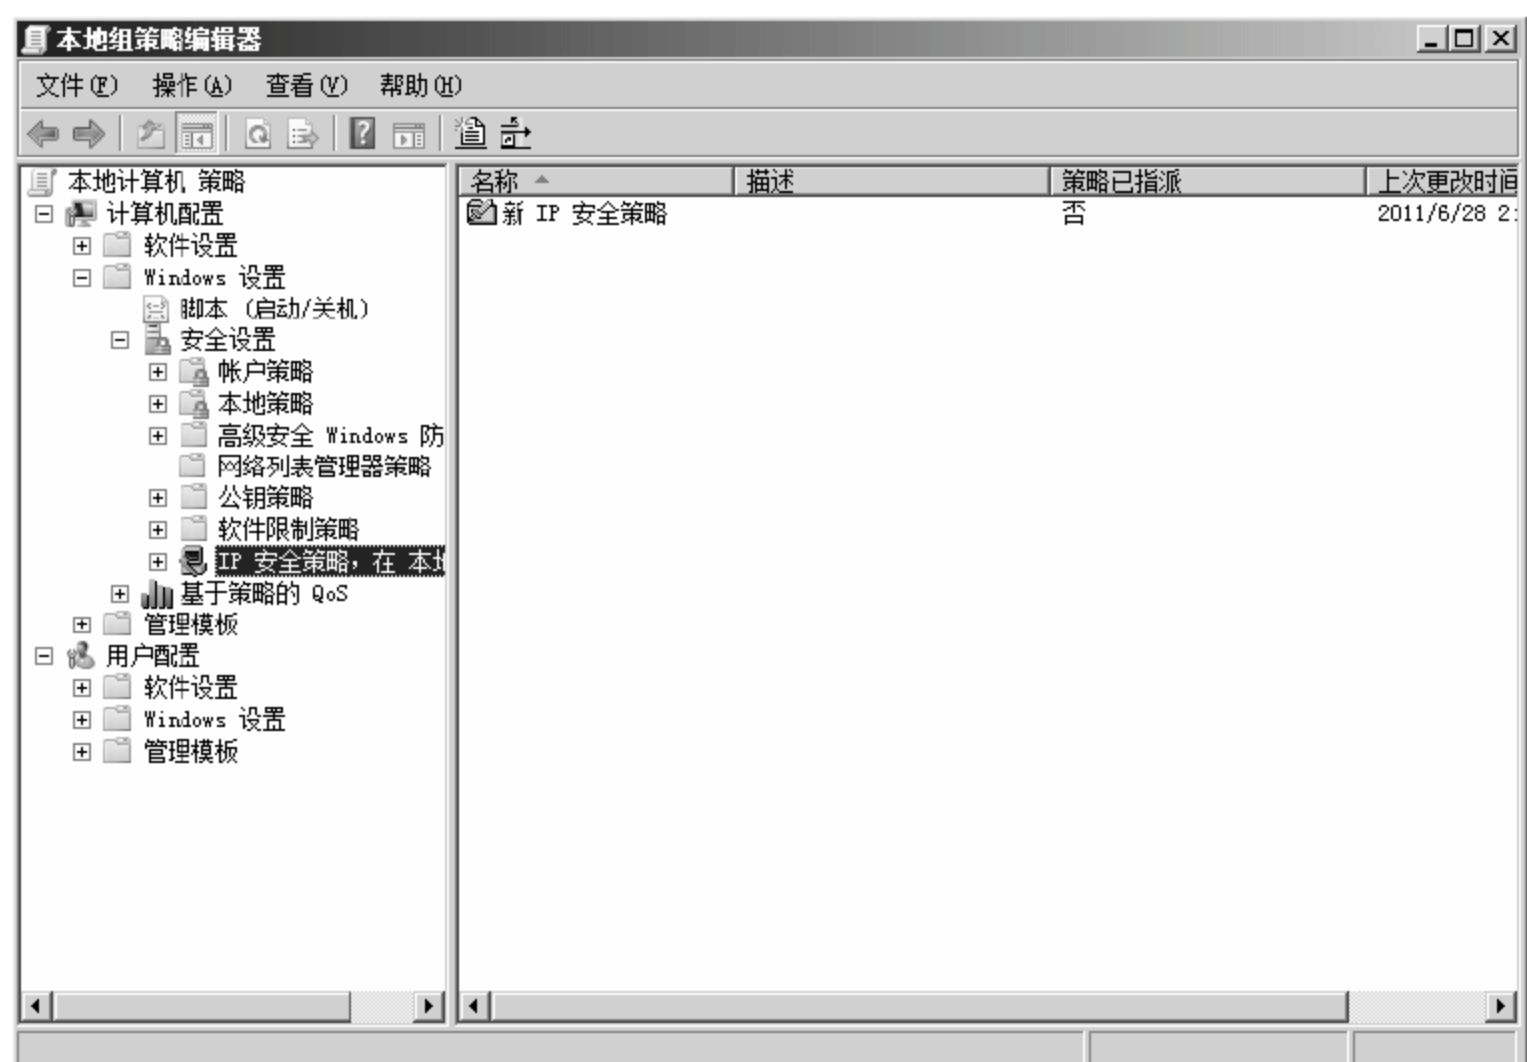 本地组策略编辑器
文件(F) 操作(A) 查看(V) 帮助(H)
本地计算机 策略
计算机配置
软件设置
Windows 设置
脚本 (启动/关机)
安全设置
帐户策略
本地策略
高级安全 Windows 防
网络列表管理器策略
公钥策略
软件限制策略
IP 安全策略，在 本地
基于策略的 QoS
管理模板
用户配置
软件设置
Windows 设置
管理模板
名称 描述 策略已指派 上次更改时间
新 IP 安全策略 否 2011/6/28 2: